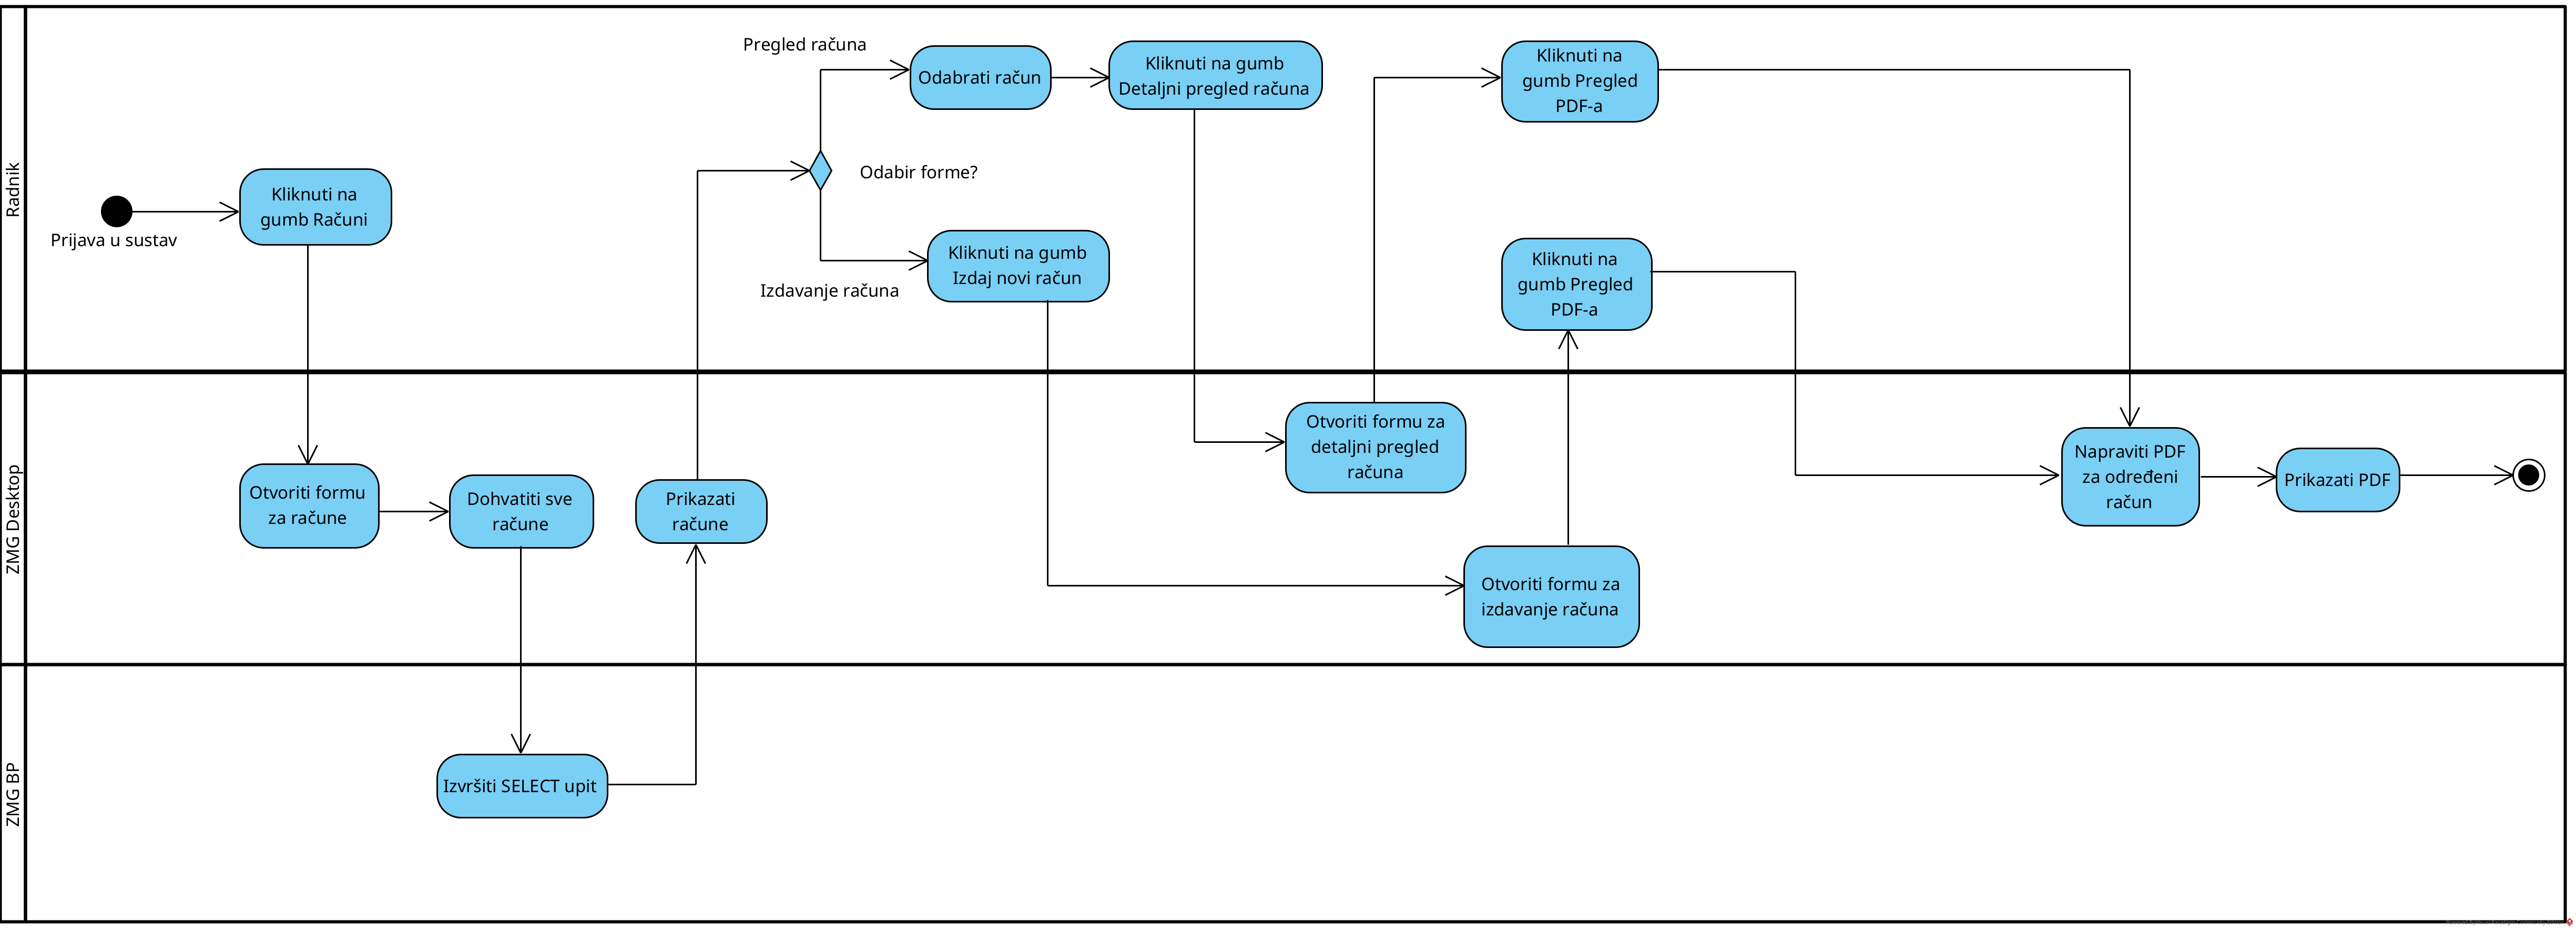 Radnik
Prijava u sustav
Kliknuti na
gumb Računi
Pregled računa
Odabir forme?
Izdavanje računa
Odabrati račun
Kliknuti na gumb
Detaljni pregled računa
Kliknuti na gumb
Izdaj novi račun
Kliknuti na
gumb Pregled
PDF-a
Kliknuti na
gumb Pregled
PDF-a
ZMG Desktop
Otvoriti formu
za račune
Dohvatiti sve
račune
Prikazati
račune
Otvoriti formu za
detaljni pregled
računa
Otvoriti formu za
izdavanje računa
Napraviti PDF
za određeni
račun
Prikazati PDF
ZMG BP
Izvršiti SELECT upit